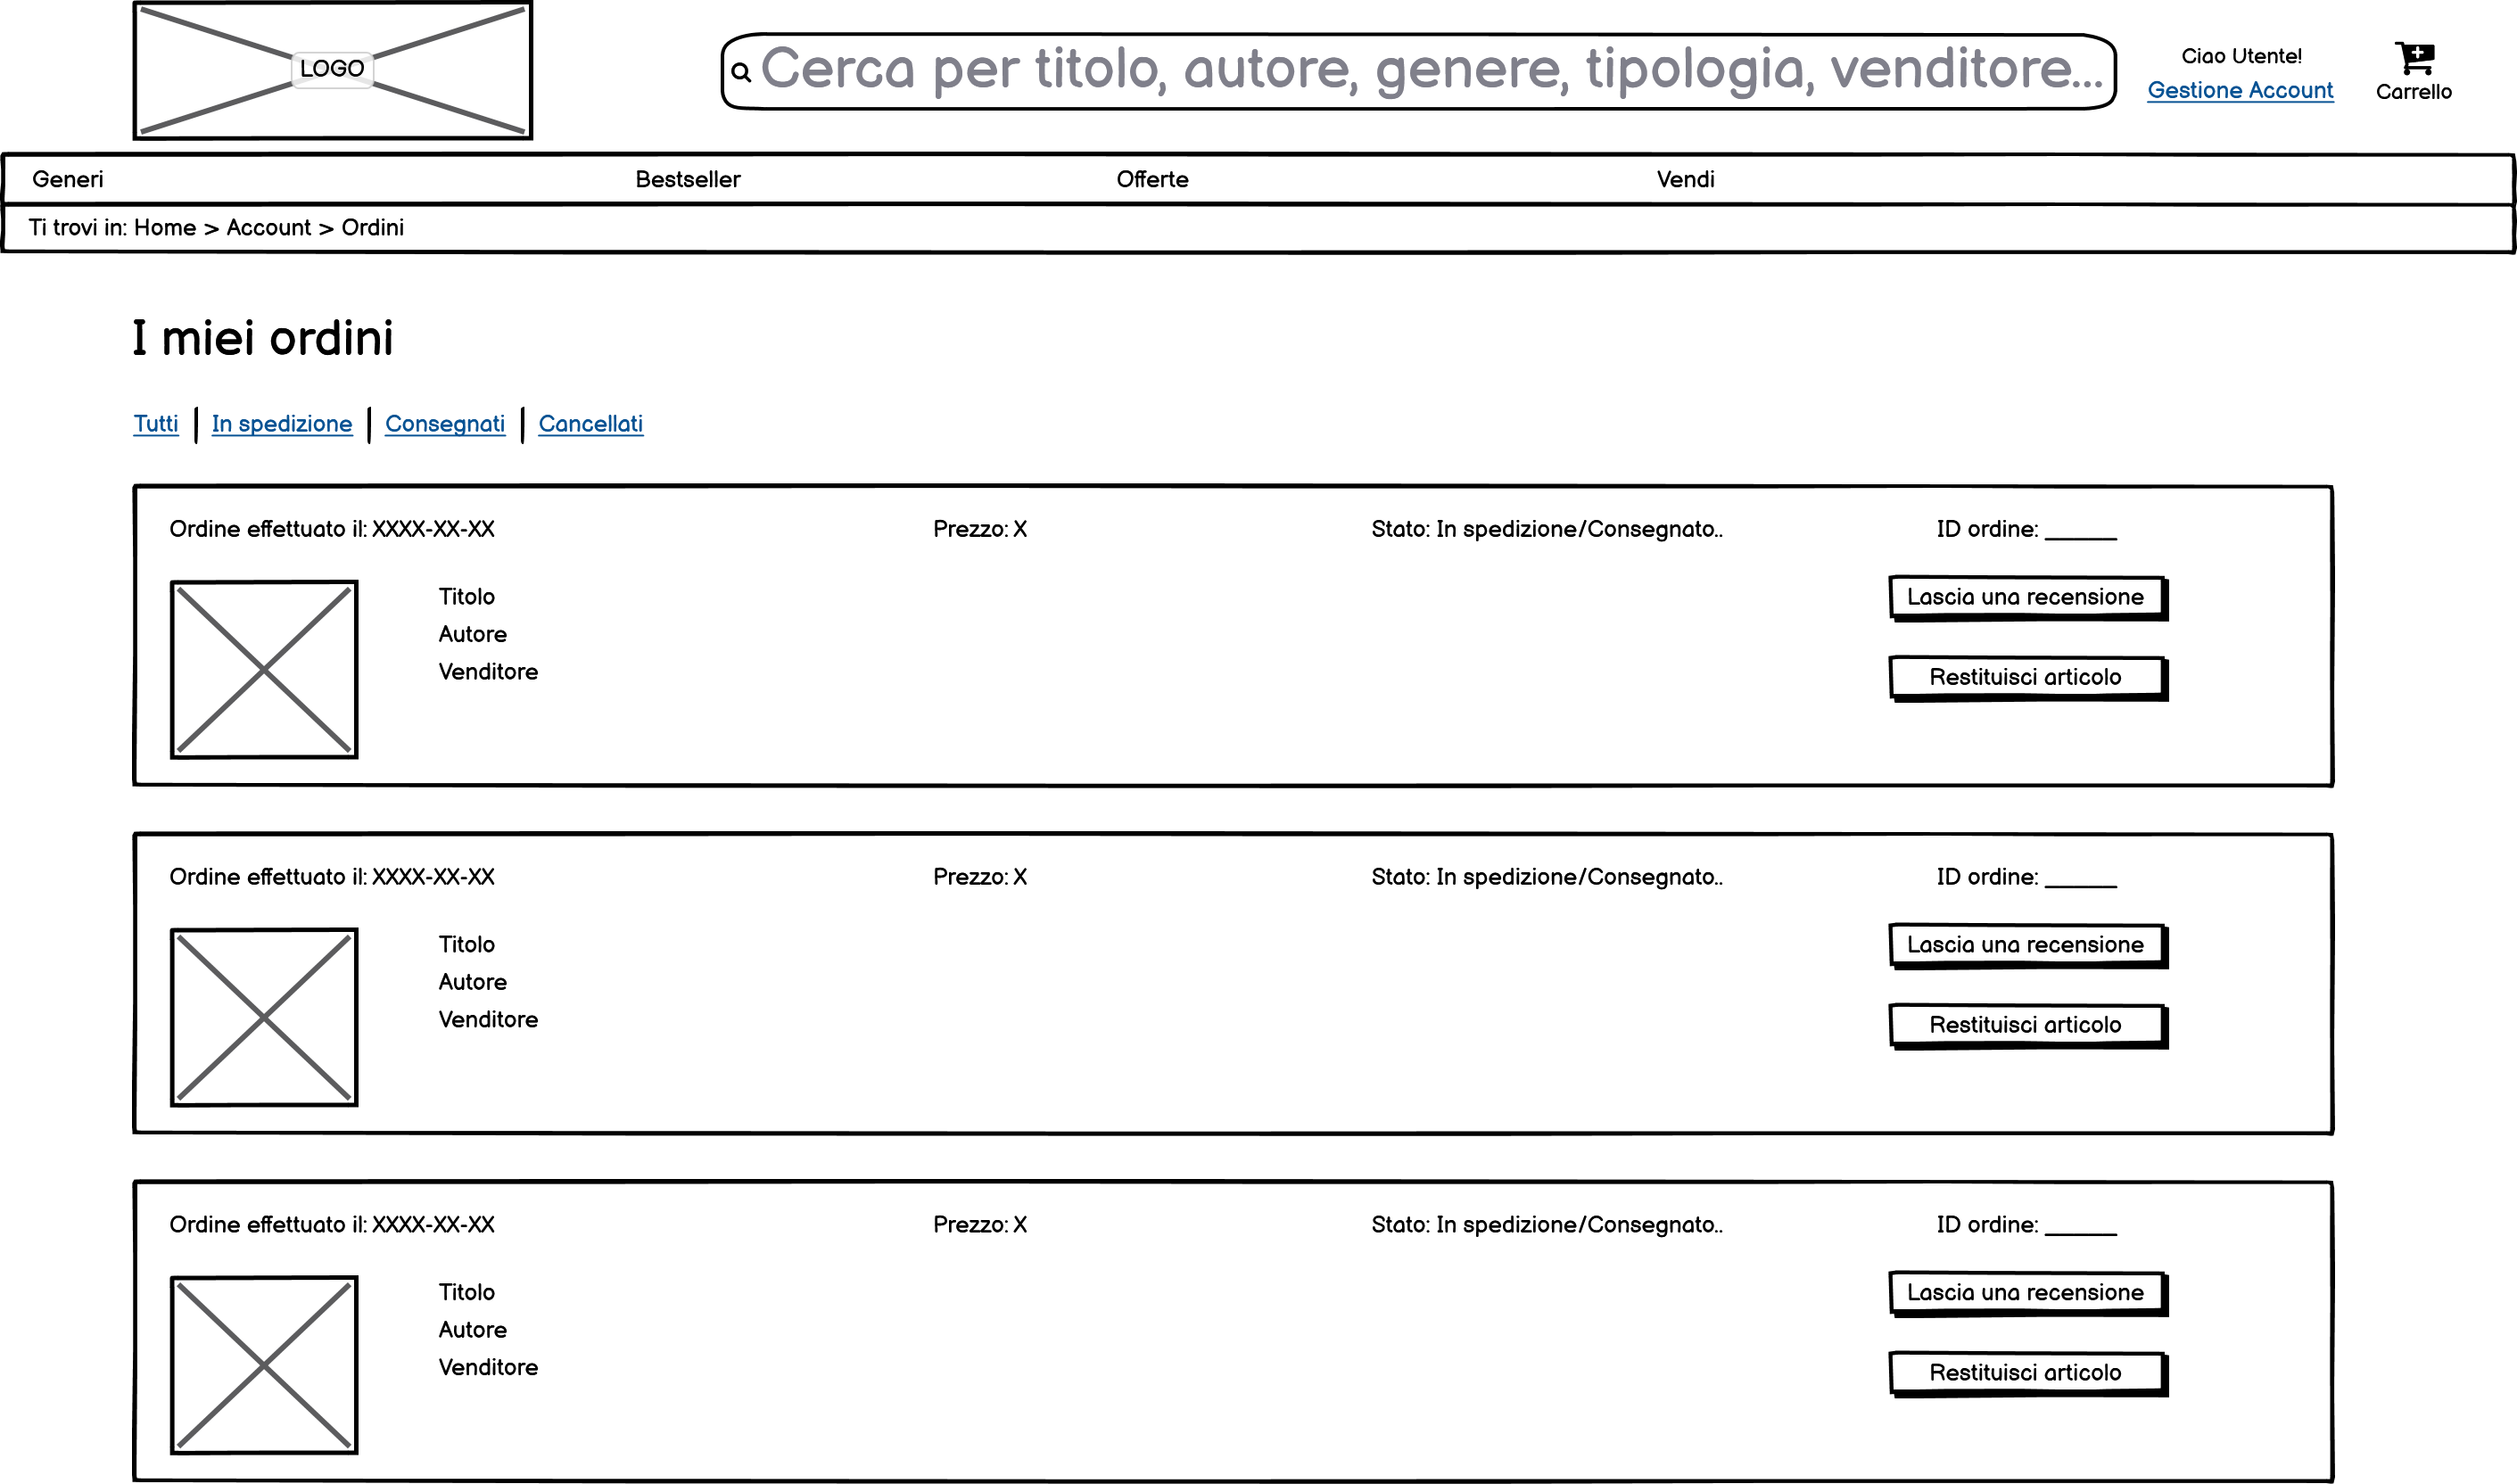 LOGO
Cerca per titolo, autore, genere, tipologia, venditore...
Ciao Utente!
Gestione Account
Carrello
Generi Bestseller Offerte Vendi
Ti trovi in: Home > Account > Ordini
I miei ordini
Tutti In spedizione Consegnati Cancellati
Ordine effettuato il: XXXX-XX-XX Prezzo: X Stato: In spedizione/Consegnato.. ID ordine: ______
Titolo
Autore
Venditore
Lascia una recensione
Restituisci articolo
Ordine effettuato il: XXXX-XX-XX Prezzo: X Stato: In spedizione/Consegnato.. ID ordine: ______
Titolo
Autore
Venditore
Lascia una recensione
Restituisci articolo
Ordine effettuato il: XXXX-XX-XX Prezzo: X Stato: In spedizione/Consegnato.. ID ordine: ______
Titolo
Autore
Venditore
Lascia una recensione
Restituisci articolo